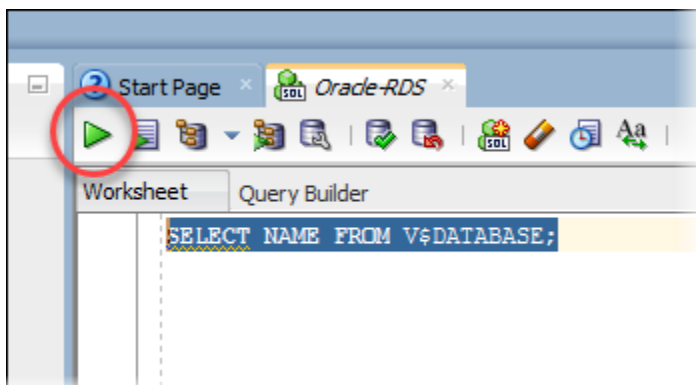 Start Page
Oracle-RDS
Worksheet
Query Builder
SELECT NAME FROM V$DATABASE;